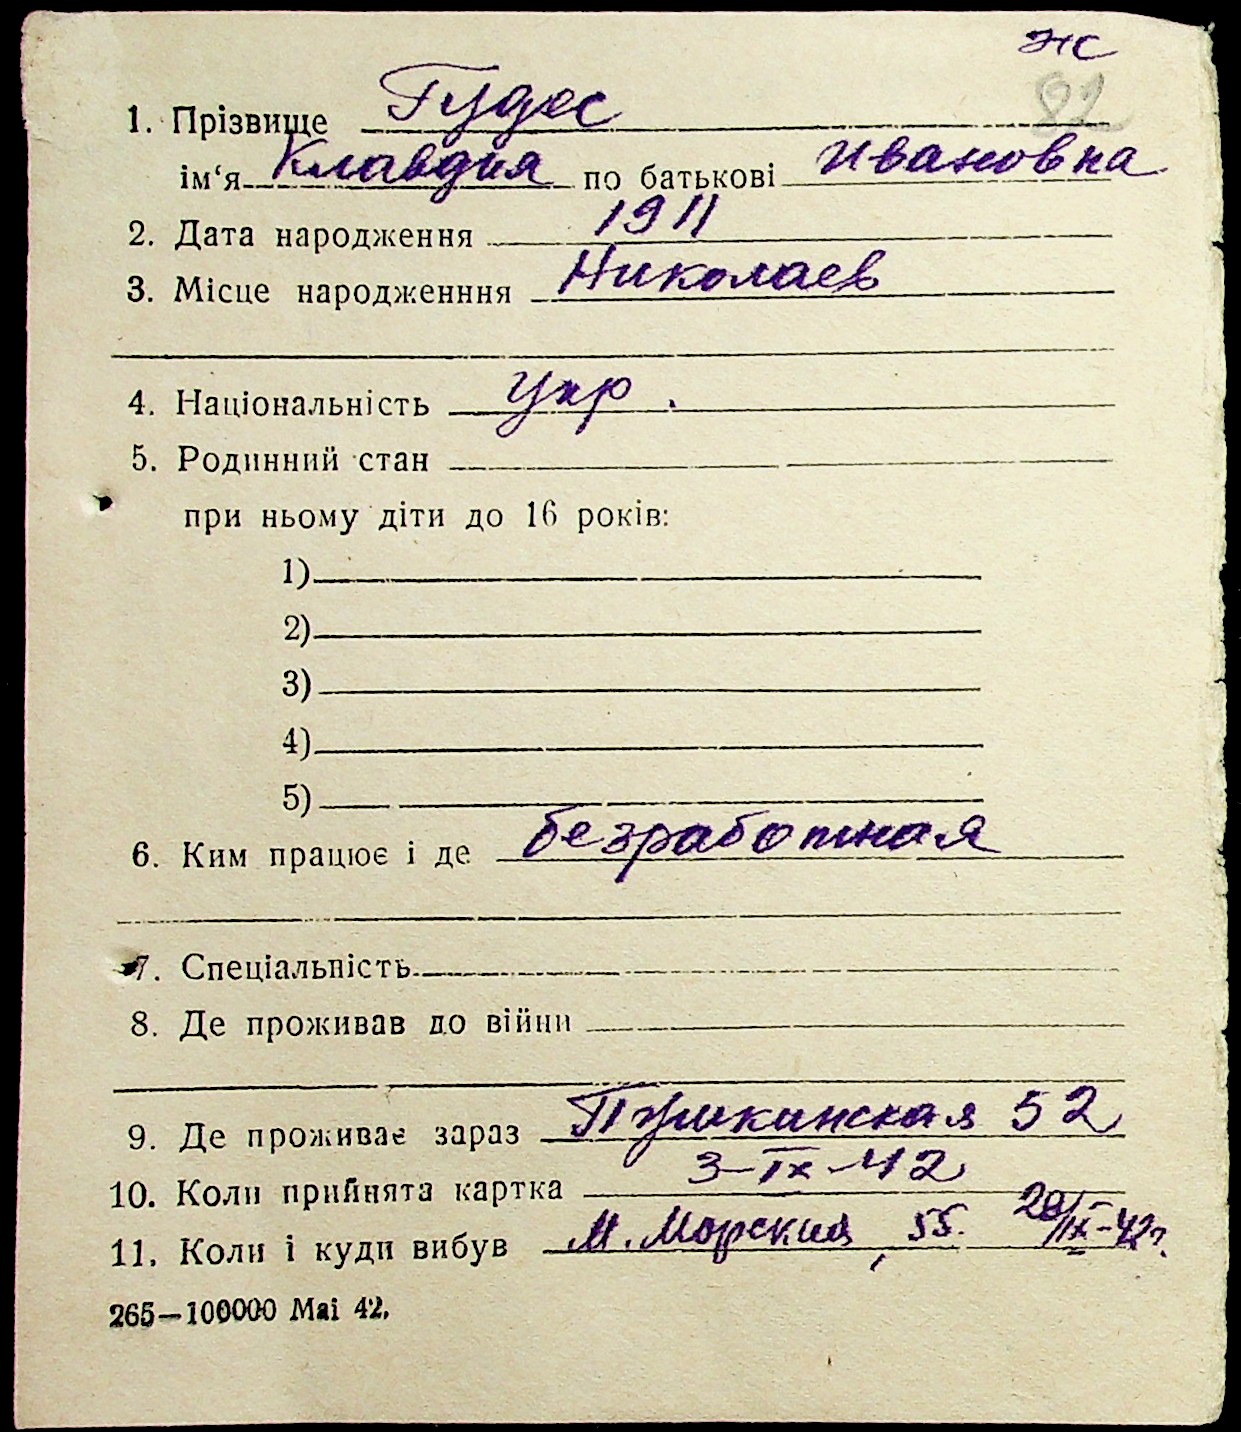 ж
82
1. Прізвище Гудес
ім‘я Клавдия по батькові Ивановна
2. Дата народження 1911
3. Місце народженння Николаев
4. Національність Укр.
5. Родинний стан
при ньому діти до 16 років:
1)
2)
3)
4)
5)
6. Ким працює і де безработная
7. Спеціальність
8. Де проживав до війни
9. Де проживає зараз Пушкинская 52
10. Коли прийнята картка 3-IX-42
11. Коли і куди вибув М. Морская, 55. 20/IX-42г.
265—100000 Mai 42.